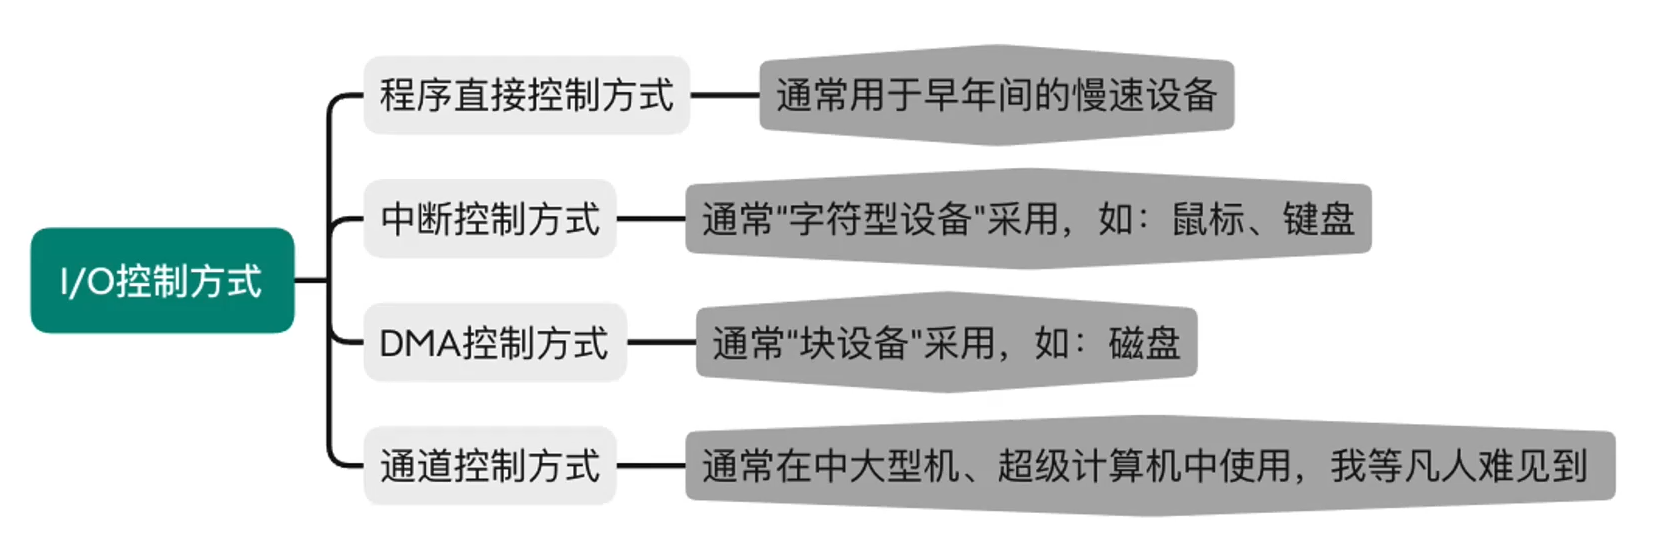 程序直接控制方式
通常用于早年间的慢速设备
中断控制方式
通常"字符型设备"采用，如：鼠标、键盘
I/O控制方式
DMA控制方式
通常"块设备"采用，如：磁盘
通道控制方式
通常在中大型机、超级计算机中使用，我等凡人难见到